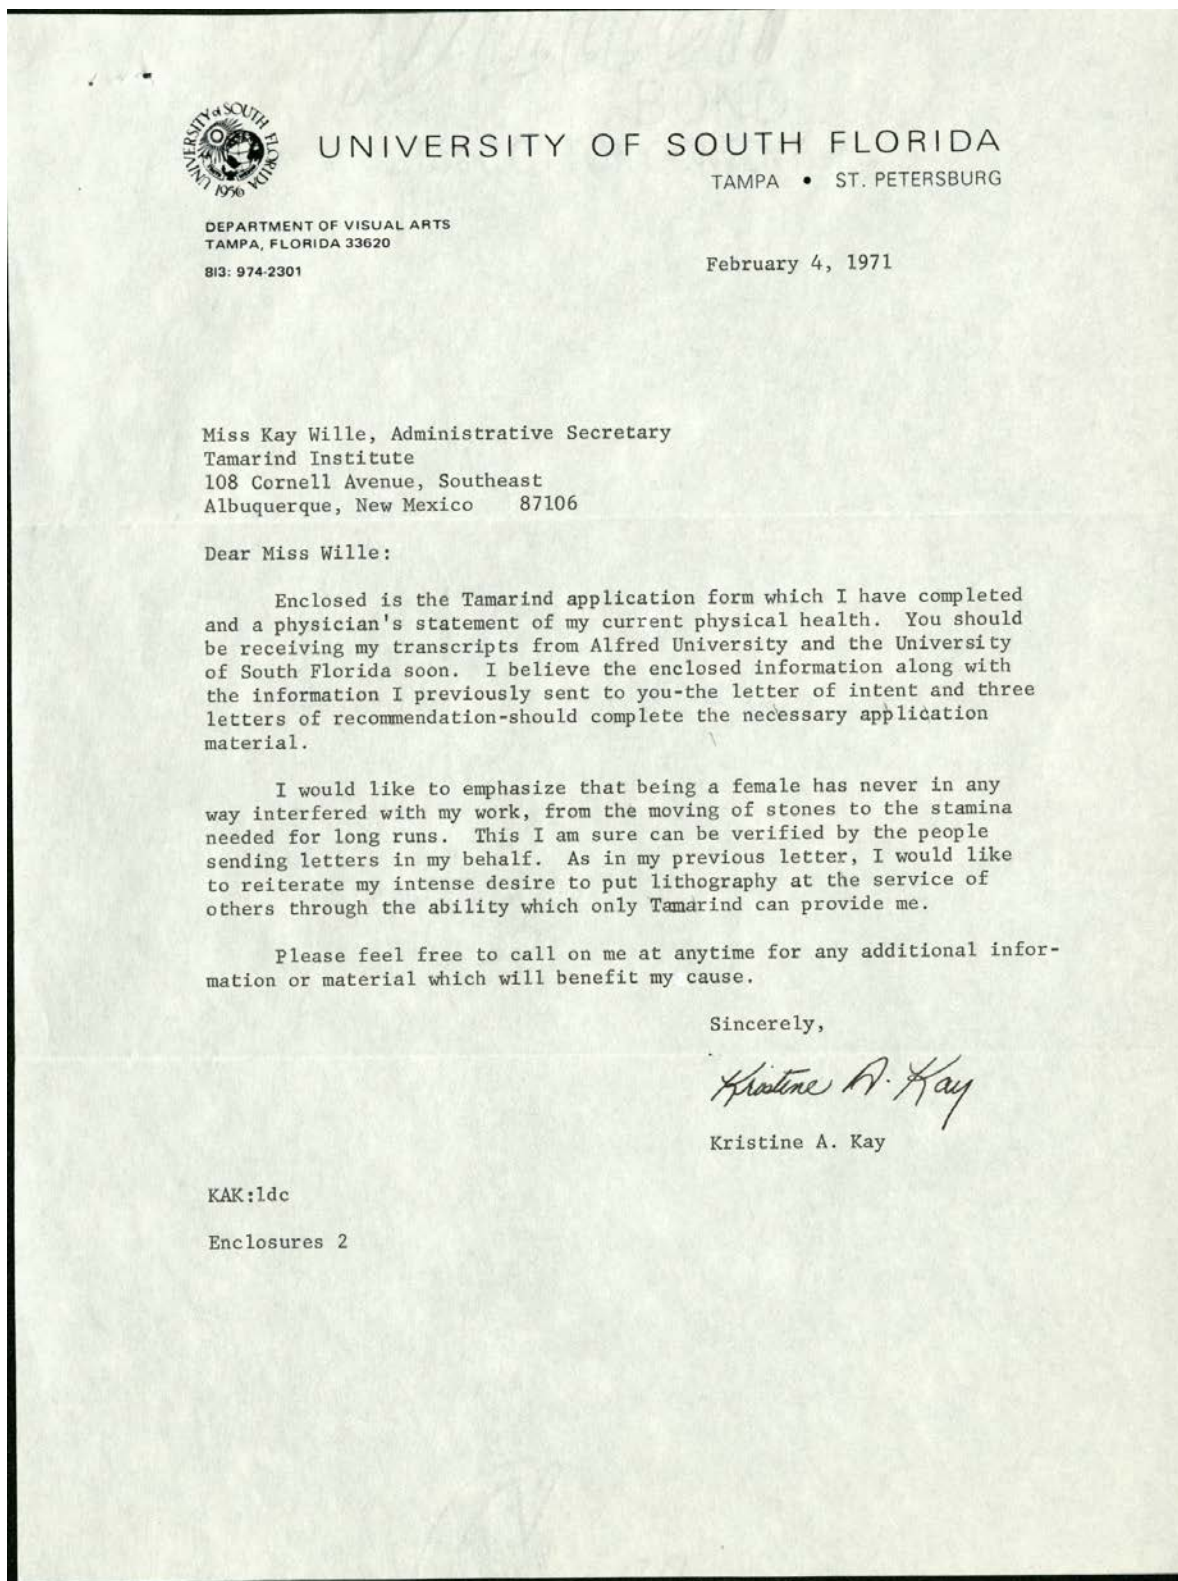 UNIVERSITY of SOUTH FLORIDA
1956
UNIVERSITY OF SOUTH FLORIDA
TAMPA • ST. PETERSBURG
DEPARTMENT OF VISUAL ARTS
TAMPA, FLORIDA 33620
813: 974-2301
February 4, 1971
Miss Kay Wille, Administrative Secretary
Tamarind Institute
108 Cornell Avenue, Southeast
Albuquerque, New Mexico 87106
Dear Miss Wille:
Enclosed is the Tamarind application form which I have completed
and a physician's statement of my current physical health. You should
be receiving my transcripts from Alfred University and the University
of South Florida soon. I believe the enclosed information along with
the information I previously sent to you-the letter of intent and three
letters of recommendation-should complete the necessary application
material.
I would like to emphasize that being a female has never in any
way interfered with my work, from the moving of stones to the stamina
needed for long runs. This I am sure can be verified by the people
sending letters in my behalf. As in my previous letter, I would like
to reiterate my intense desire to put lithography at the service of
others through the ability which only Tamarind can provide me.
Please feel free to call on me at anytime for any additional infor-
mation or material which will benefit my cause.
Sincerely,
Kristine A. Kay
Kristine A. Kay
KAK:ldc
Enclosures 2